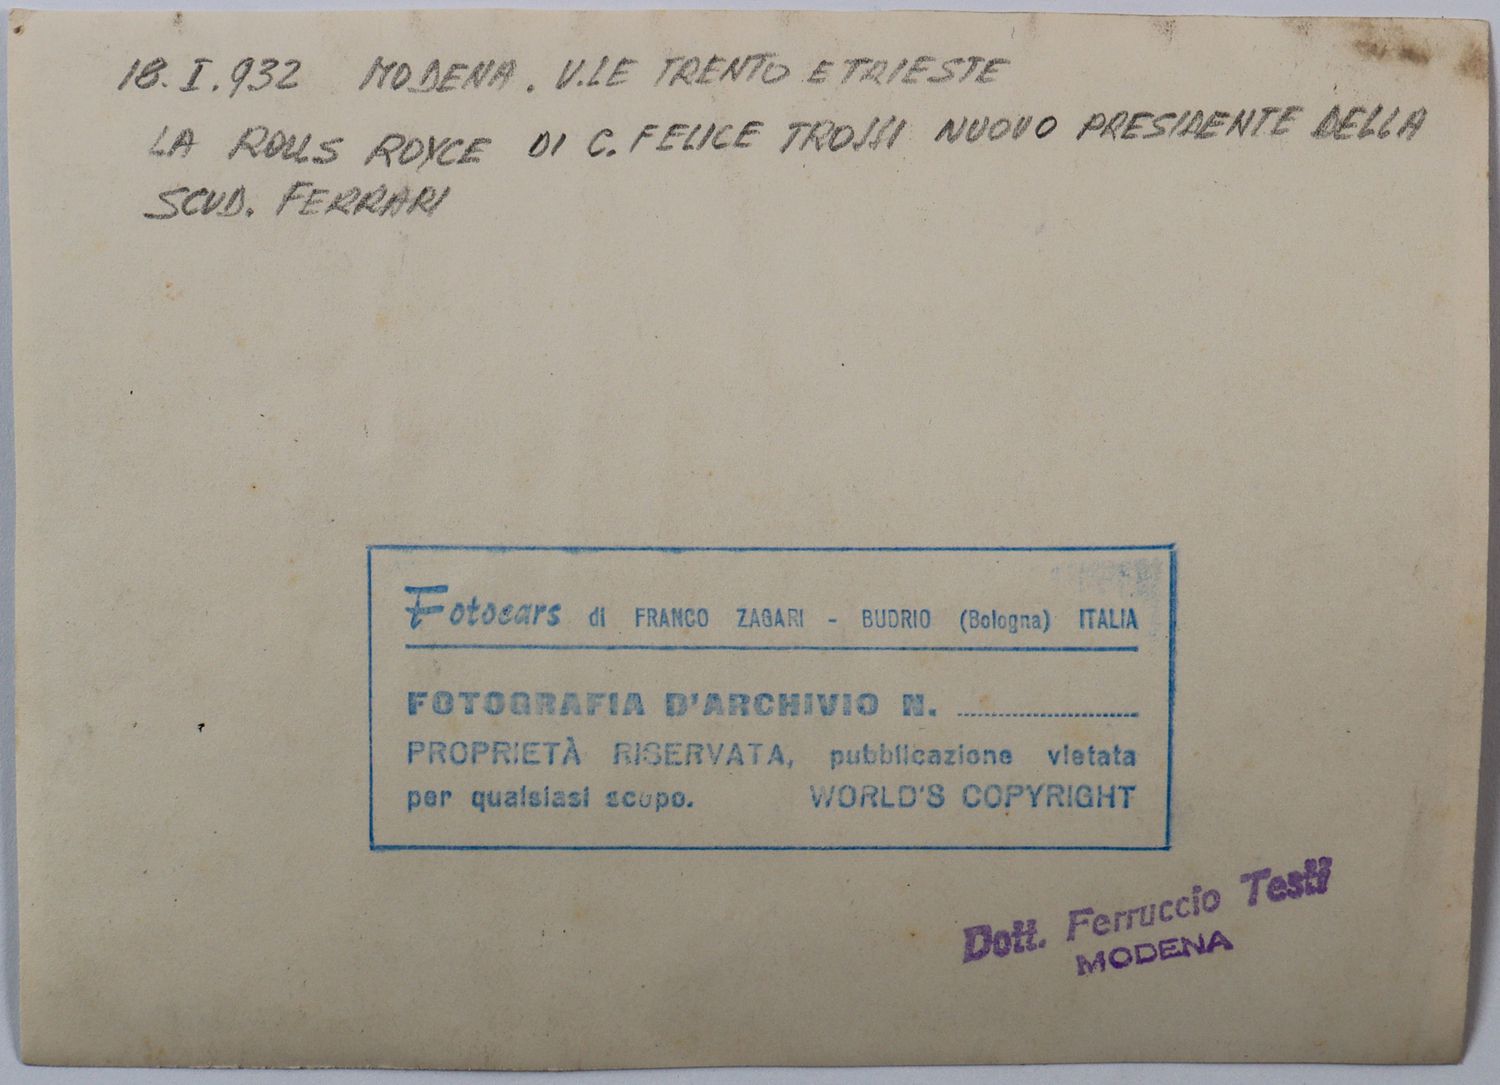 18.I.932 MODENA. V.LE TRENTO E TRIESTE
LA ROLLS ROYCE DI C. FELICE TROSSI NUOVO PRESIDENTE DELLA
SCUD. FERRARI
Fotocars di FRANCO ZAGARI - BUDRIO (Bologna) ITALIA
FOTOGRAFIA D'ARCHIVIO N. ....................
PROPRIETÀ RISERVATA, pubblicazione vietata
per qualsiasi scopo. WORLD'S COPYRIGHT
Dott. Ferruccio Testi
MODENA